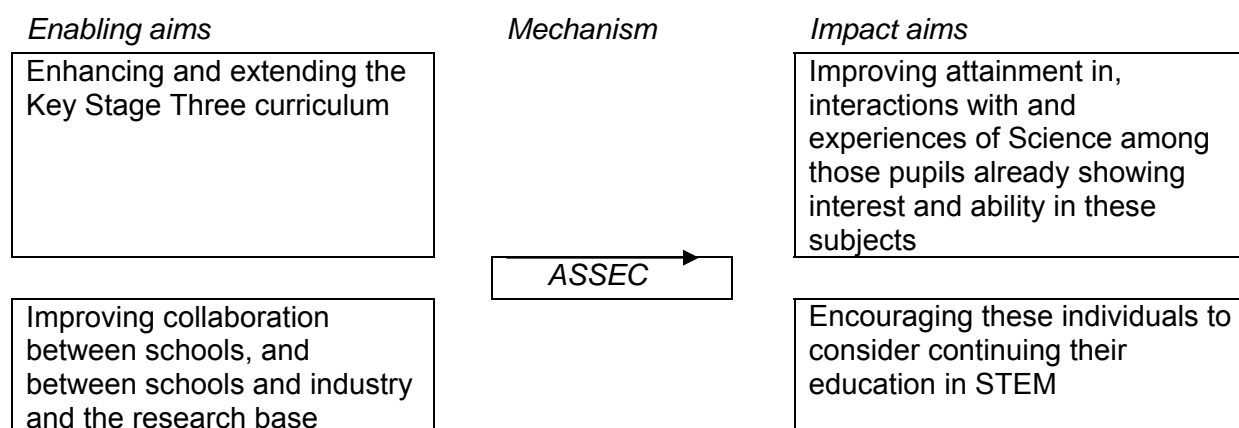 Enabling aims
Mechanism
Impact aims
Enhancing and extending the
Key Stage Three curriculum
Improving attainment in,
interactions with and
experiences of Science among
those pupils already showing
interest and ability in these
subjects
ASSEC
Improving collaboration
between schools, and
between schools and industry
and the research base
Encouraging these individuals to
consider continuing their
education in STEM